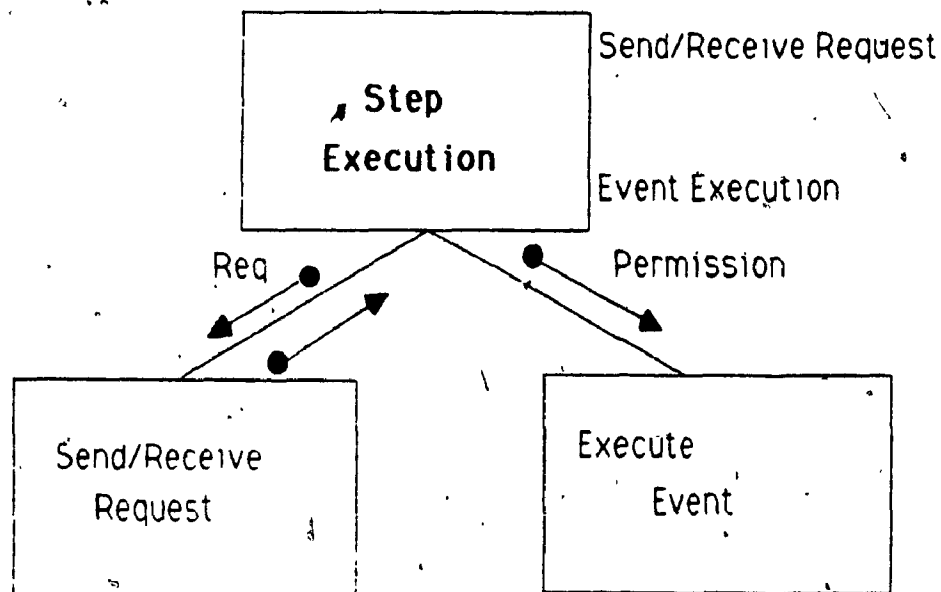 Send/Receive Request
Step
Execution
Event Execution
Req
Permission
Send/Receive
Request
Execute
Event